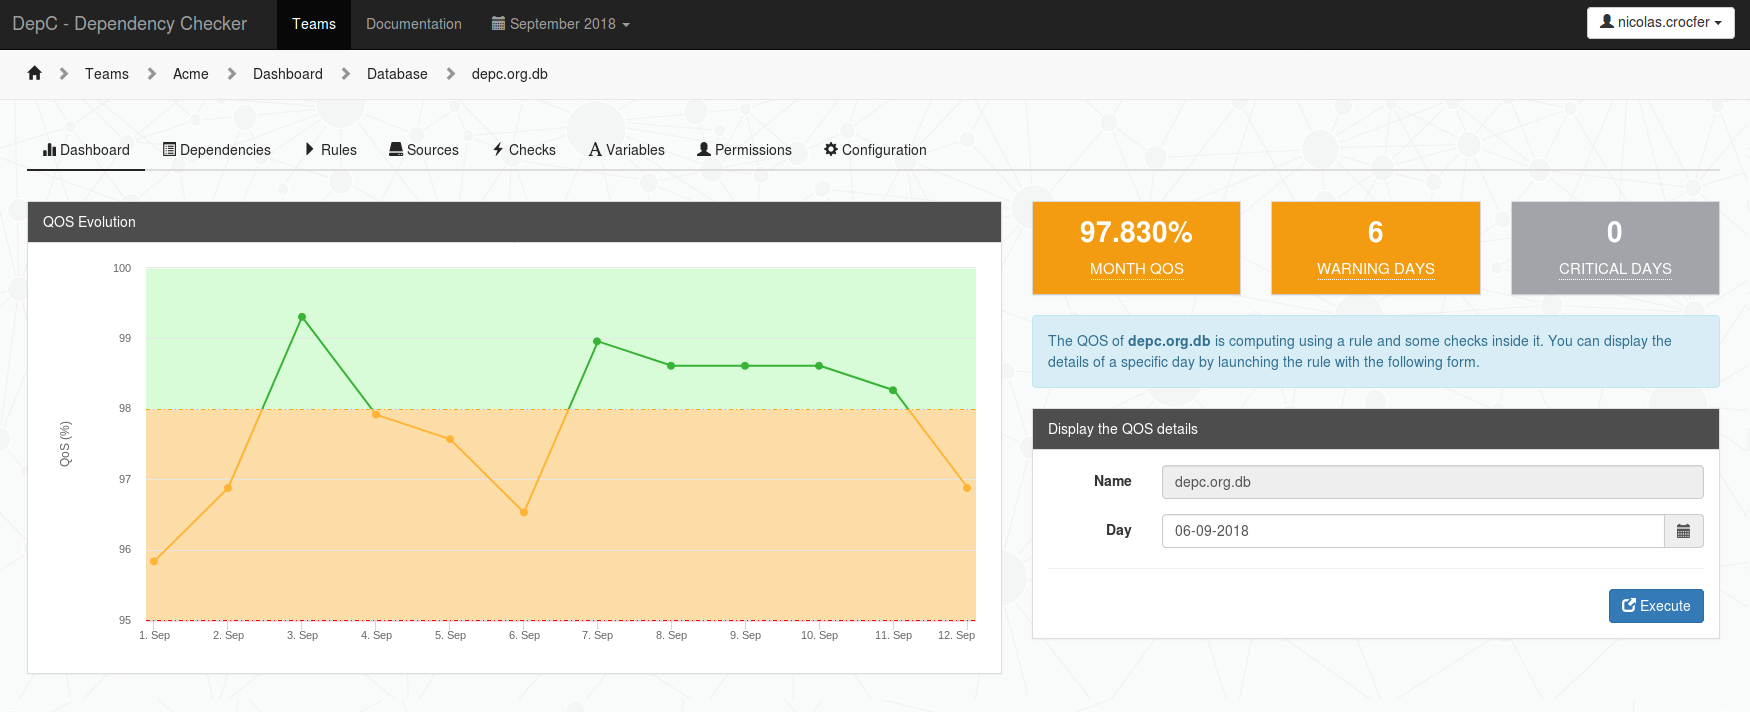 DepC - Dependency Checker Teams Documentation September 2018 nicolas.crocfer
Teams Acme Dashboard Database depc.org.db
Dashboard Dependencies Rules Sources Checks Variables Permissions Configuration
QOS Evolution
100
99
98
97
96
95
QoS (%)
1. Sep 2. Sep 3. Sep 4. Sep 5. Sep 6. Sep 7. Sep 8. Sep 9. Sep 10. Sep 11. Sep 12. Sep
97.830%
MONTH QOS
6
WARNING DAYS
0
CRITICAL DAYS
The QOS of depc.org.db is computing using a rule and some checks inside it. You can display the
details of a specific day by launching the rule with the following form.
Display the QOS details
Name depc.org.db
Day 06-09-2018
Execute